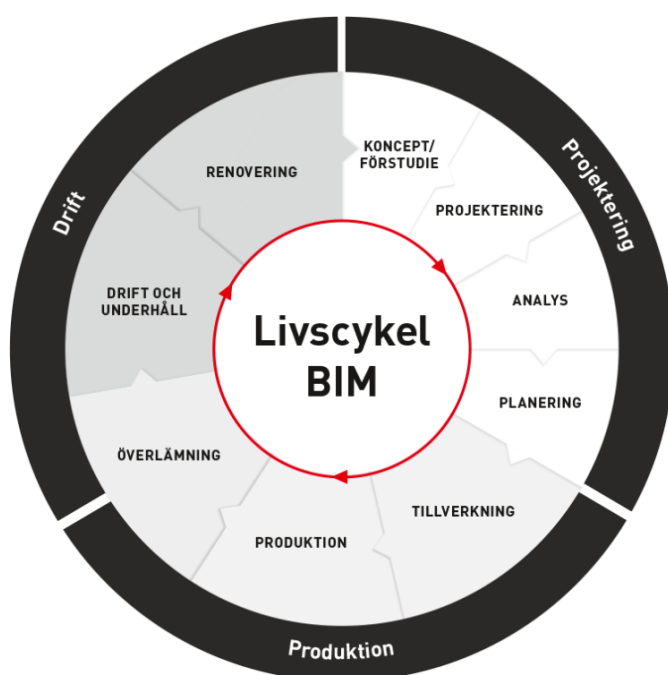 Projektering
KONCEPT/
FÖRSTUDIE
PROJEKTERING
ANALYS
PLANERING
Produktion
TILLVERKNING
PRODUKTION
ÖVERLÄMNING
Drift
DRIFT OCH
UNDERHÅLL
RENOVERING
Livscykel
BIM